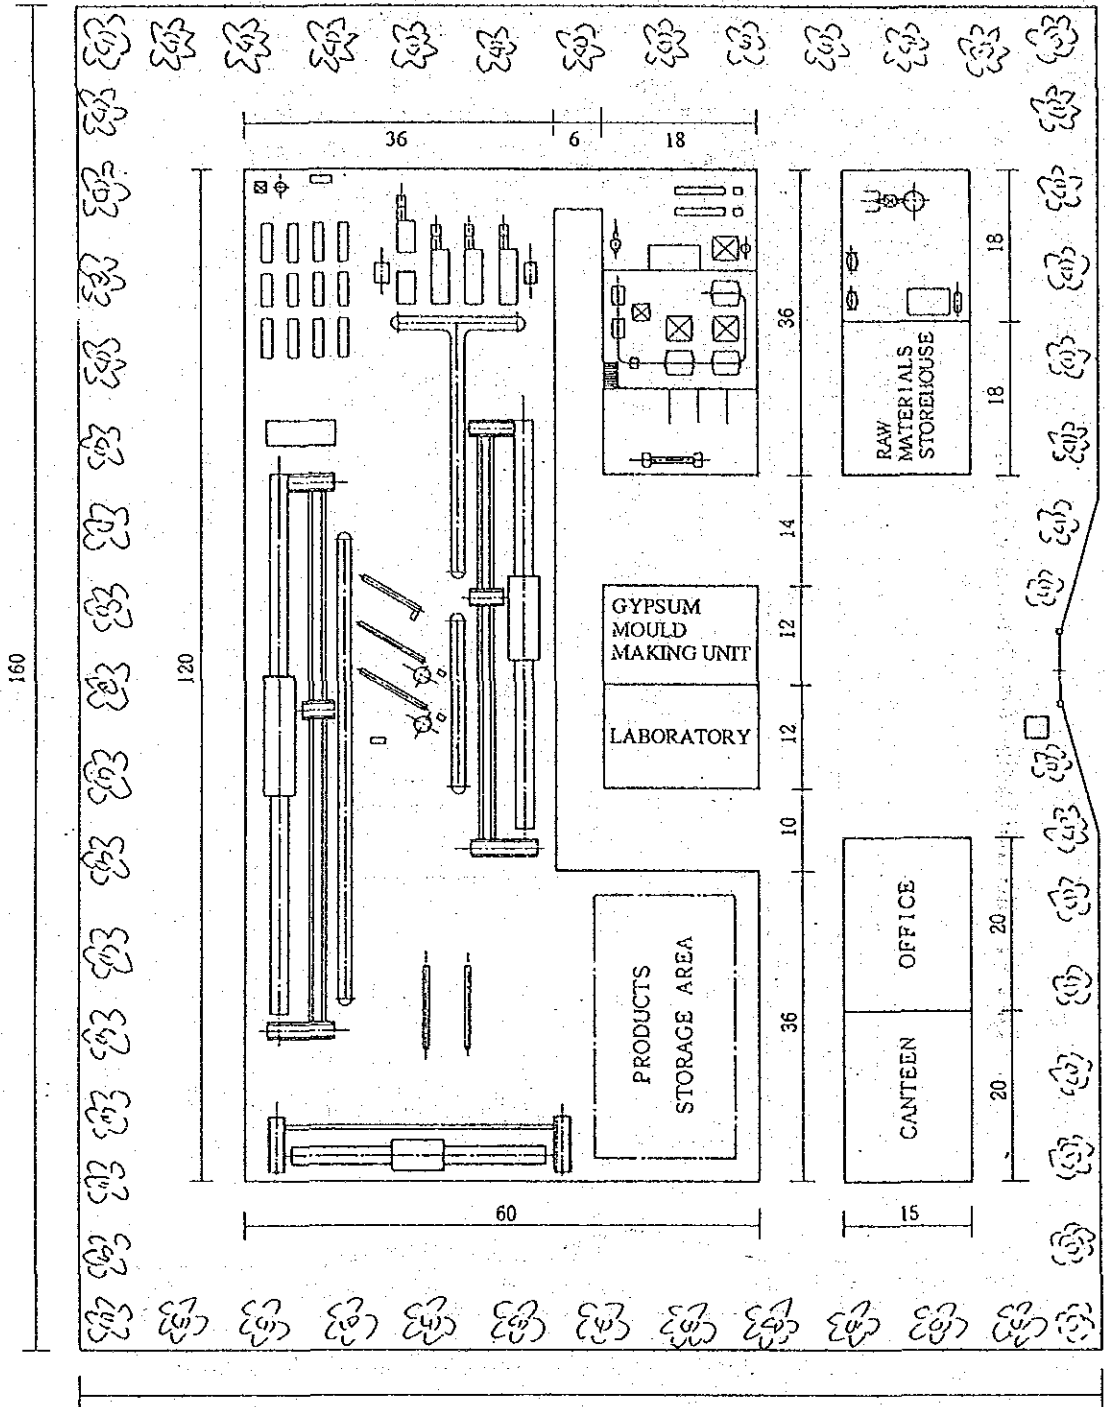 36
6
18
160
120
36
18
RAW
MATERIALS
STOREHOUSE
18
14
GYPSUM
MOULD
MAKING UNIT
12
LABORATORY
12
10
PRODUCTS
STORAGE AREA
36
OFFICE
20
CANTEEN
20
60
15